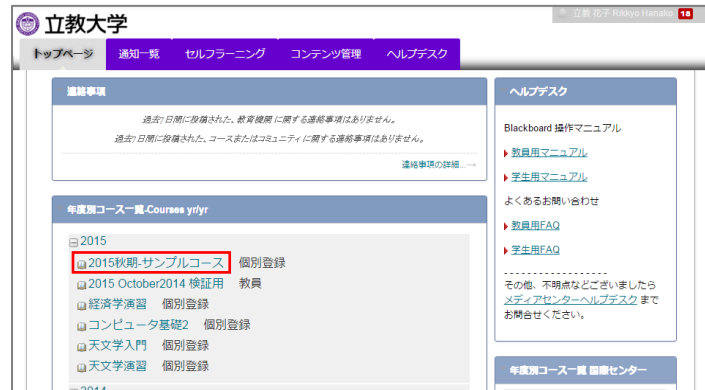 立教大学
立教 花子 Rikkyo Hanako 18
トップページ 通知一覧 セルフラーニング コンテンツ管理 ヘルプデスク
連絡事項
過去7日間に投稿された、教育機関に関する連絡事項はありません。
過去7日間に投稿された、コースまたはコミュニティに関する連絡事項はありません。
連絡事項の詳細...→
年度別コース一覧-Courses yr/yr
2015
2015秋期-サンプルコース 個別登録
2015 October2014 検証用 教員
経済学演習 個別登録
コンピュータ基礎2 個別登録
天文学入門 個別登録
天文学演習 個別登録
2014
ヘルプデスク
Blackboard 操作マニュアル
教員用マニュアル
学生用マニュアル
よくあるお問い合わせ
教員用FAQ
学生用FAQ
------------------
その他、不明点などございましたら
メディアセンターヘルプデスク まで
お問合せください。
年度別コース一覧 国際センター